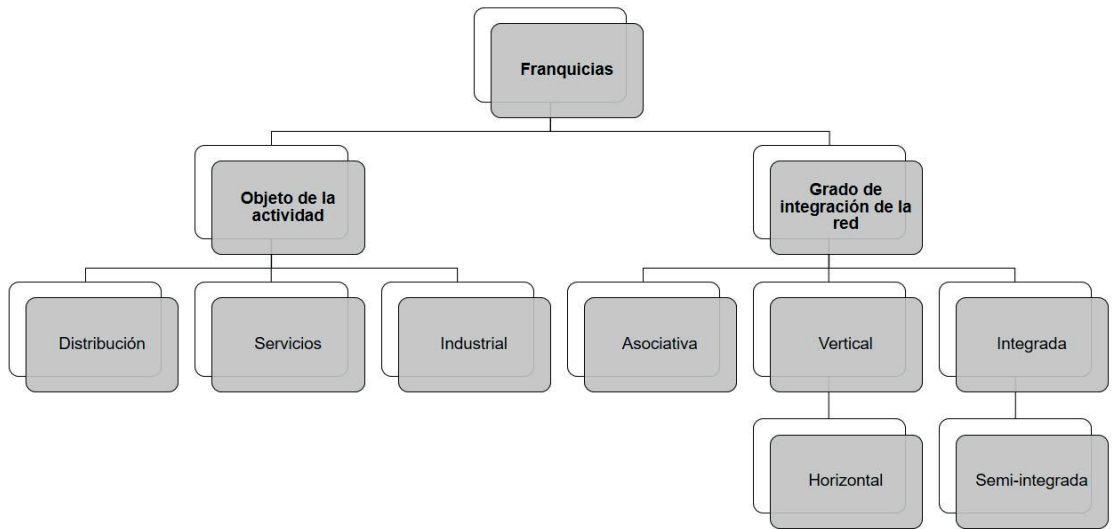 Franquicias
Objeto de la
actividad
Grado de
integración de la
red
Distribución
Servicios
Industrial
Asociativa
Vertical
Integrada
Horizontal
Semi-integrada